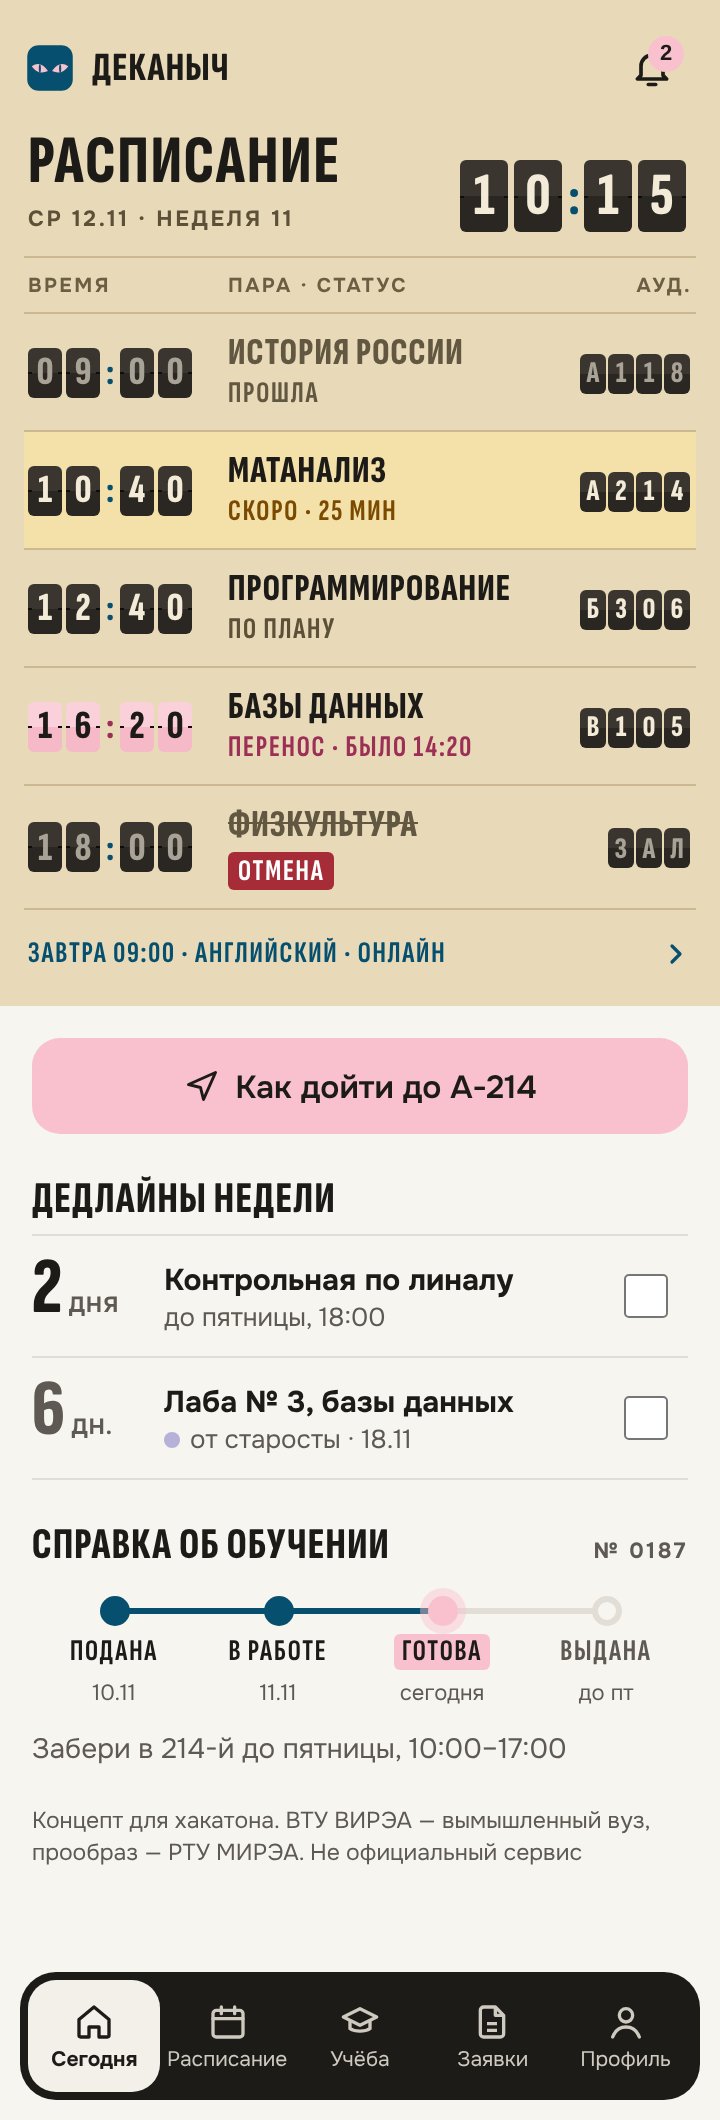 ДЕКАНЫЧ
2
РАСПИСАНИЕ
10:15
СР 12.11 · НЕДЕЛЯ 11
ВРЕМЯ ПАРА · СТАТУС АУД.
09:00 ИСТОРИЯ РОССИИ А118
ПРОШЛА
10:40 МАТАНАЛИЗ А214
СКОРО · 25 МИН
12:40 ПРОГРАММИРОВАНИЕ Б306
ПО ПЛАНУ
16:20 БАЗЫ ДАННЫХ В105
ПЕРЕНОС · БЫЛО 14:20
18:00 ФИЗКУЛЬТУРА ЗАЛ
ОТМЕНА
ЗАВТРА 09:00 · АНГЛИЙСКИЙ · ОНЛАЙН
Как дойти до А-214
ДЕДЛАЙНЫ НЕДЕЛИ
2 дня Контрольная по линалу
до пятницы, 18:00
6 дн. Лаба № 3, базы данных
от старосты · 18.11
СПРАВКА ОБ ОБУЧЕНИИ № 0187
ПОДАНА В РАБОТЕ ГОТОВА ВЫДАНА
10.11 11.11 сегодня до пт
Забери в 214-й до пятницы, 10:00–17:00
Концепт для хакатона. ВТУ ВИРЭА — вымышленный вуз,
прообраз — РТУ МИРЭА. Не официальный сервис
Сегодня Расписание Учёба Заявки Профиль